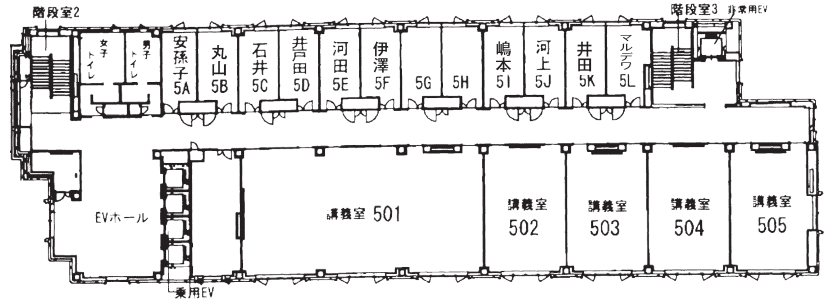 階段室2
階段室3
非常用EV
女子
トイレ
男子
トイレ
安孫子
5A
丸山
5B
石井
5C
井戸田
5D
河田
5E
伊澤
5F
5G
5H
嶋本
5I
河上
5J
井田
5K
マルデワ
5L
EVホール
乗用EV
講義室 501
講義室
502
講義室
503
講義室
504
講義室
505